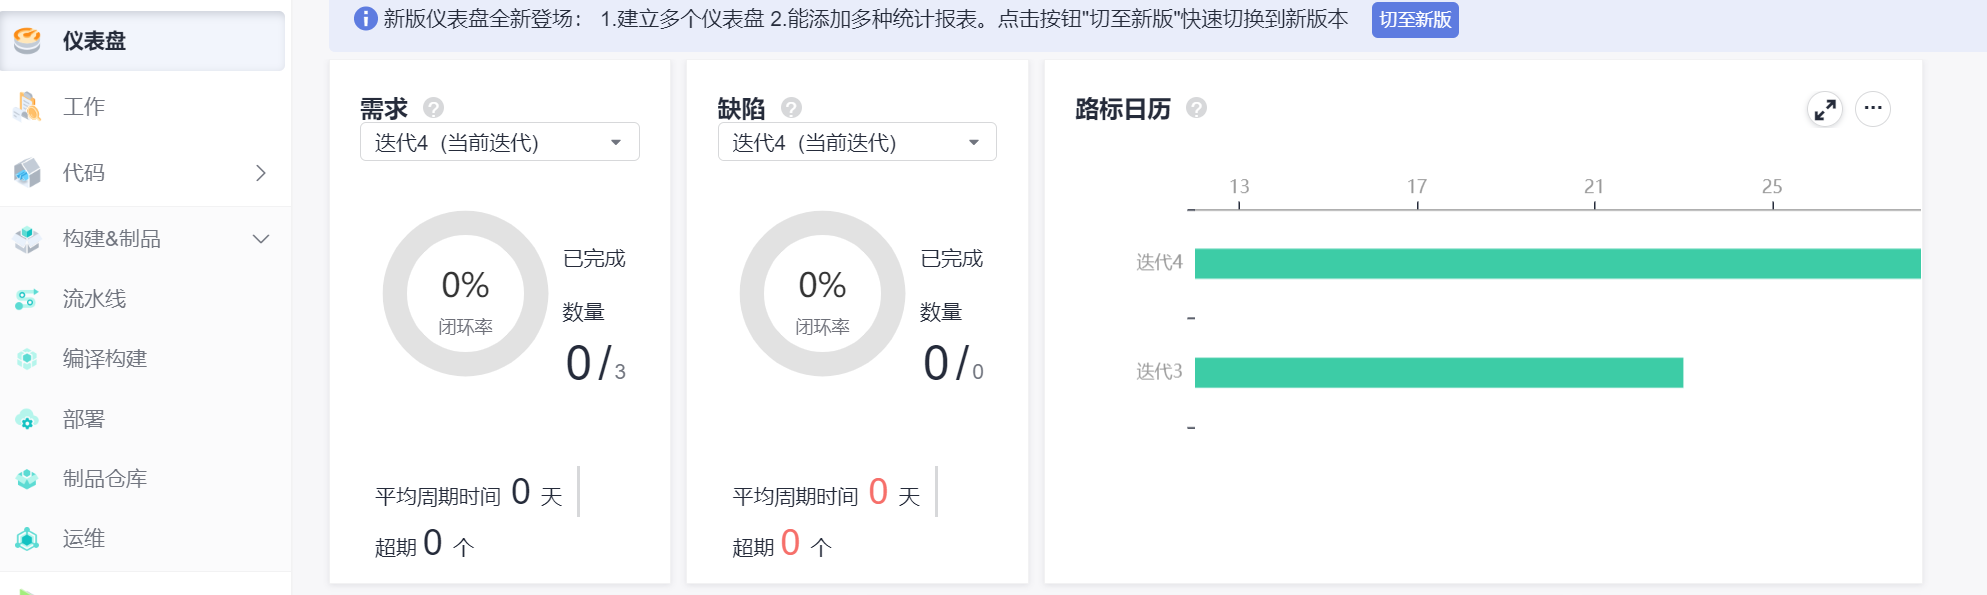 仪表盘
工作
代码
构建&制品
流水线
编译构建
部署
制品仓库
运维
新版仪表盘全新登场： 1.建立多个仪表盘 2.能添加多种统计报表。点击按钮"切至新版"快速切换到新版本 切至新版
需求 ?
迭代4 (当前迭代)
0%
闭环率
已完成
数量
0/3
平均周期时间 0 天
超期 0 个
缺陷 ?
迭代4 (当前迭代)
0%
闭环率
已完成
数量
0/0
平均周期时间 0 天
超期 0 个
路标日历 ?
13 17 21 25
迭代4
-
迭代3
-